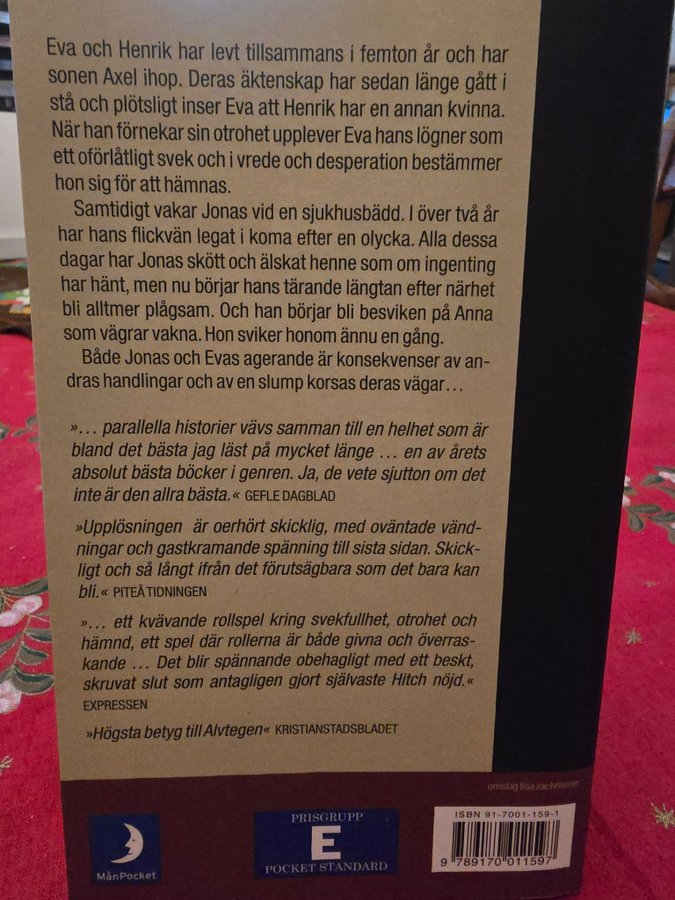 Eva och Henrik har levt tillsammans i femton år och har
sonen Axel ihop. Deras äktenskap har sedan länge gått i
stå och plötsligt inser Eva att Henrik har en annan kvinna.
När han förnekar sin otrohet upplever Eva hans lögner som
ett oförlåtligt svek och i vrede och desperation bestämmer
hon sig för att hämnas.
Samtidigt vakar Jonas vid en sjukhusbädd. I över två år
har hans flickvän legat i koma efter en olycka. Alla dessa
dagar har Jonas skött och älskat henne som om ingenting
har hänt, men nu börjar hans tärande längtan efter närhet
bli alltmer plågsam. Och han börjar bli besviken på Anna
som vägrar vakna. Hon sviker honom ännu en gång.
Både Jonas och Evas agerande är konsekvenser av an-
dras handlingar och av en slump korsas deras vägar…
»… parallella historier vävs samman till en helhet som är
bland det bästa jag läst på mycket länge … en av årets
absolut bästa böcker i genren. Ja, de vete sjutton om det
inte är den allra bästa.« GEFLE DAGBLAD
»Upplösningen är oerhört skicklig, med oväntade vänd-
ningar och gastkramande spänning till sista sidan. Skick-
ligt och så långt ifrån det förutsägbara som det bara kan
bli.« PITEÅ TIDNINGEN
»… ett kvävande rollspel kring svekfullhet, otrohet och
hämnd, ett spel där rollerna är både givna och överras-
kande … Det blir spännande obehagligt med ett beskt,
skruvat slut som antagligen gjort självaste Hitch nöjd.«
EXPRESSEN
»Högsta betyg till Alvtegen« KRISTIANSTADSBLADET
omslag lisa zachrisson
MånPocket
PRISGRUPP
E
POCKET STANDARD
ISBN 91-7001-159-1
9 789170 011597